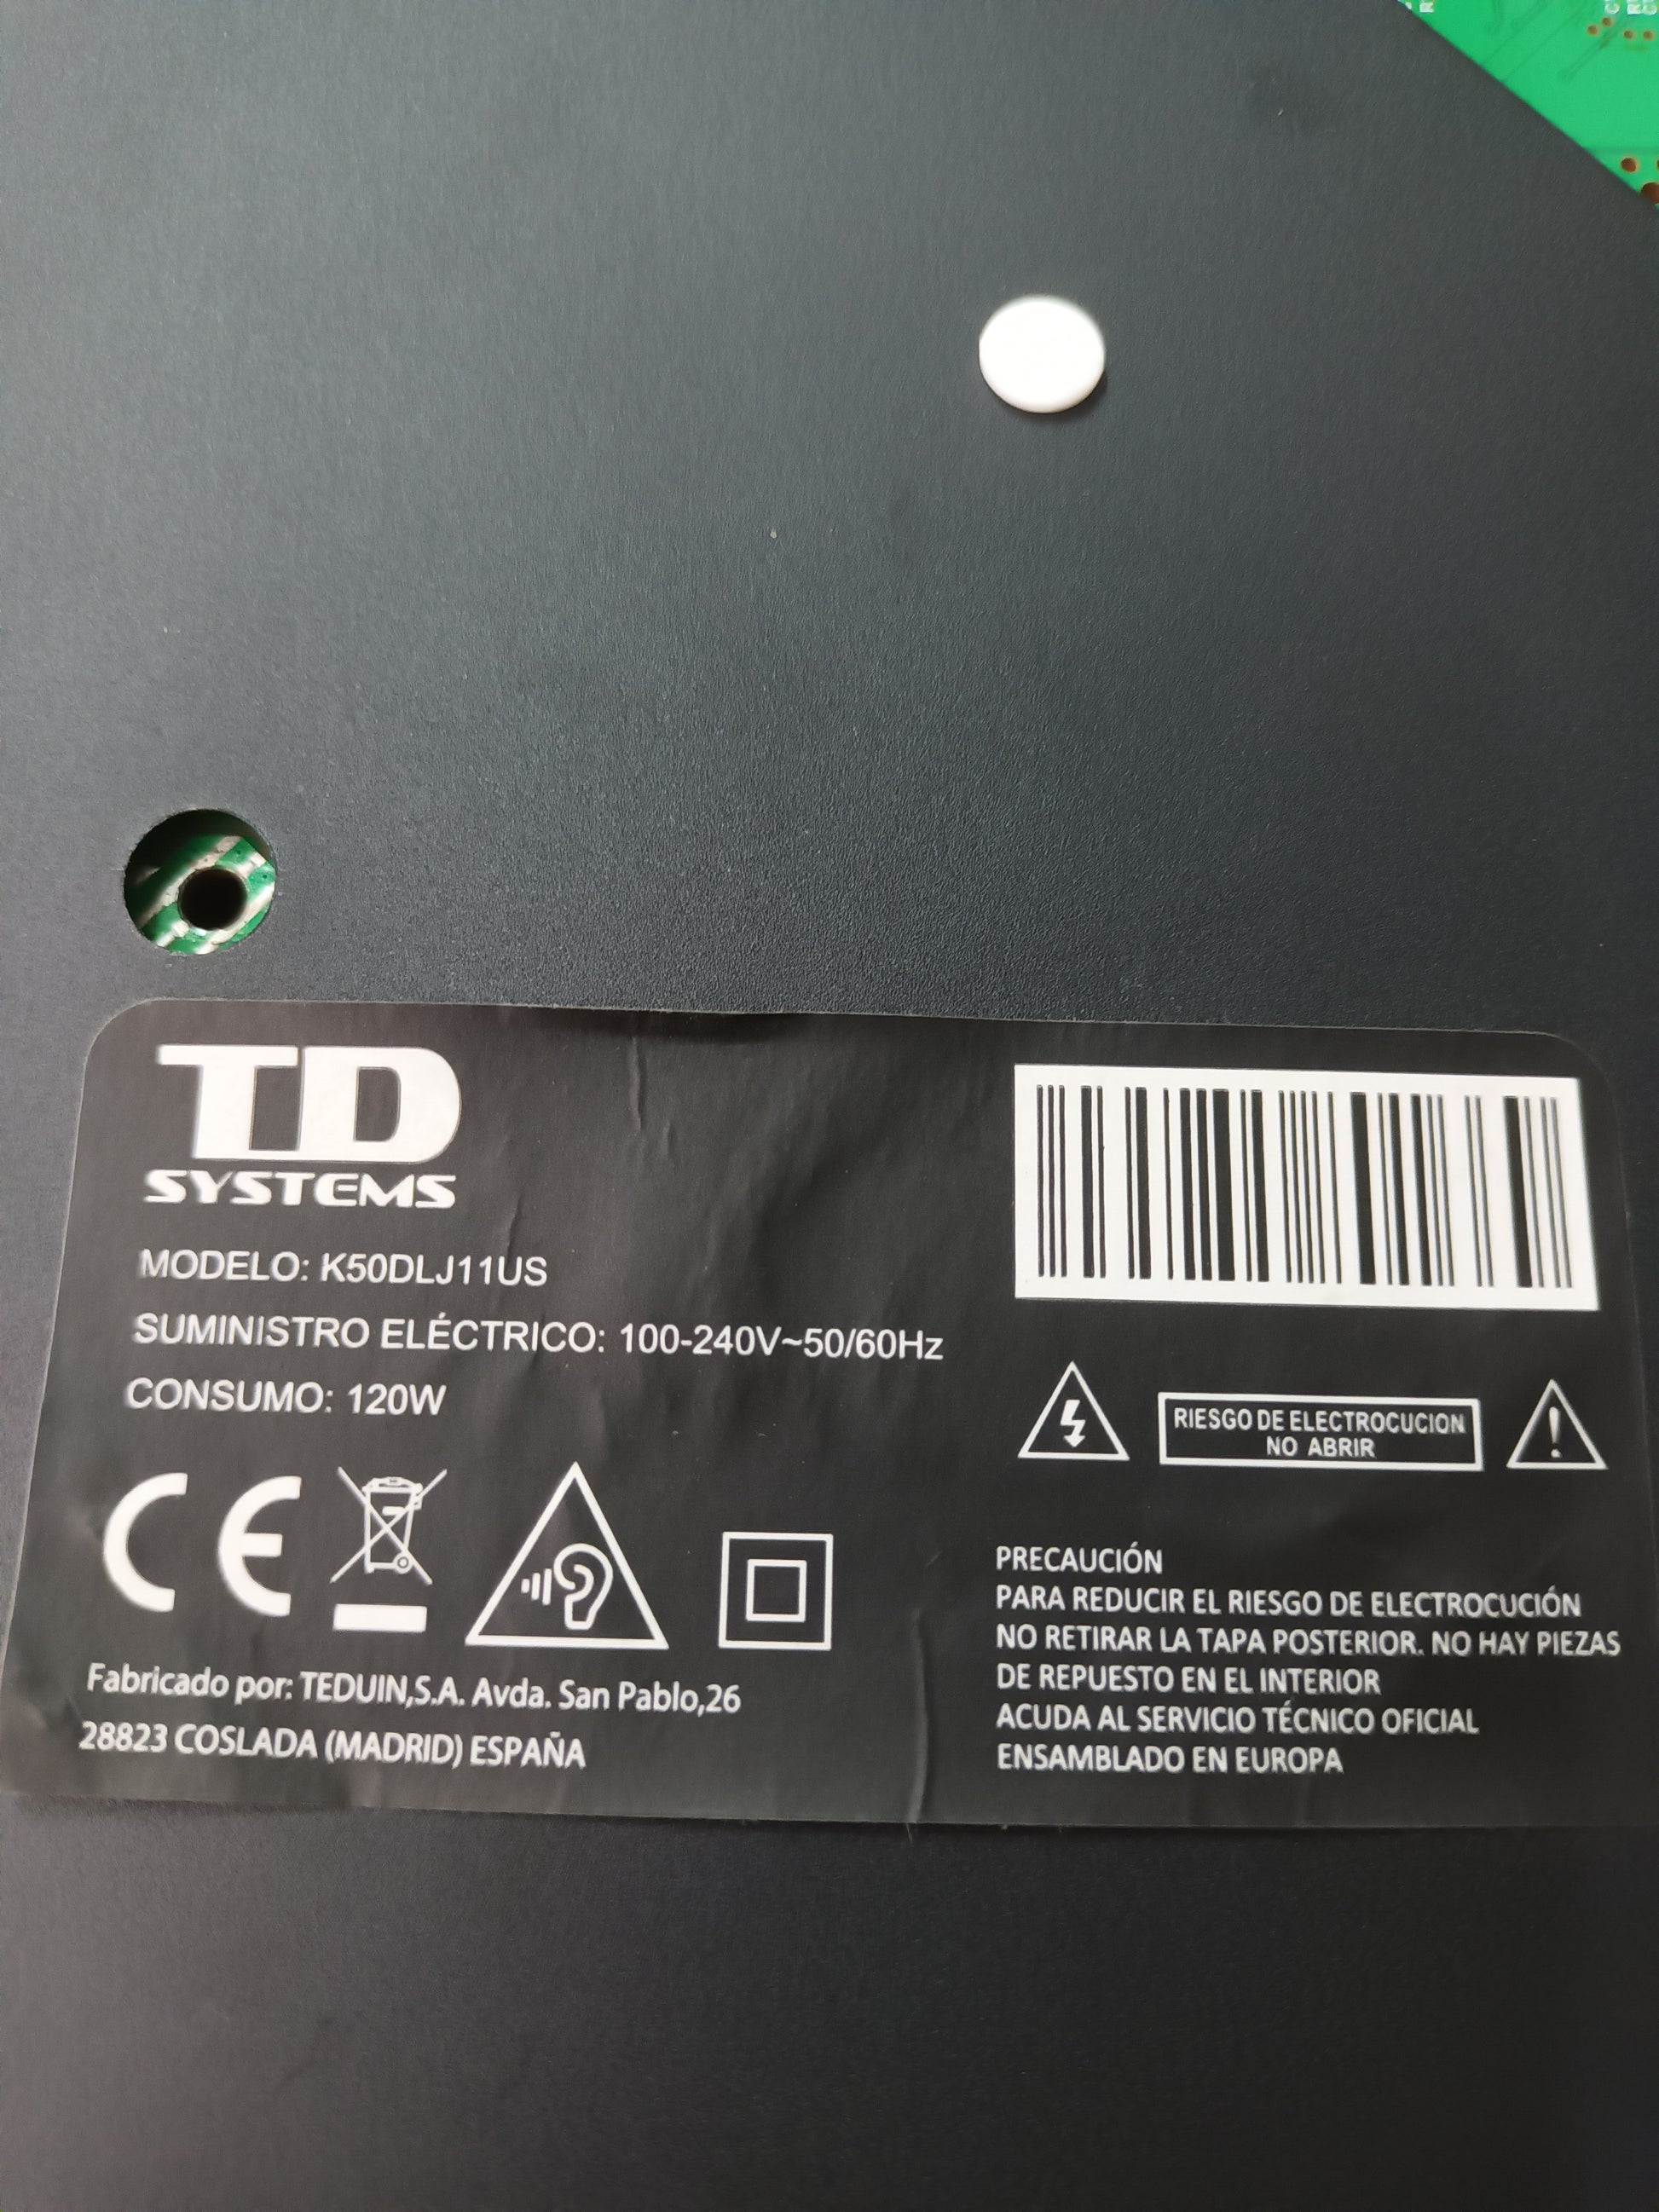 TD
SYSTEMS
MODELO: K50DLJ11US
SUMINISTRO ELÉCTRICO: 100-240V~50/60Hz
CONSUMO: 120W
CE
Fabricado por: TEDUIN,S.A. Avda. San Pablo,26
28823 COSLADA (MADRID) ESPAÑA
RIESGO DE ELECTROCUCION
NO ABRIR
PRECAUCIÓN
PARA REDUCIR EL RIESGO DE ELECTROCUCIÓN
NO RETIRAR LA TAPA POSTERIOR. NO HAY PIEZAS
DE REPUESTO EN EL INTERIOR
ACUDA AL SERVICIO TÉCNICO OFICIAL
ENSAMBLADO EN EUROPA